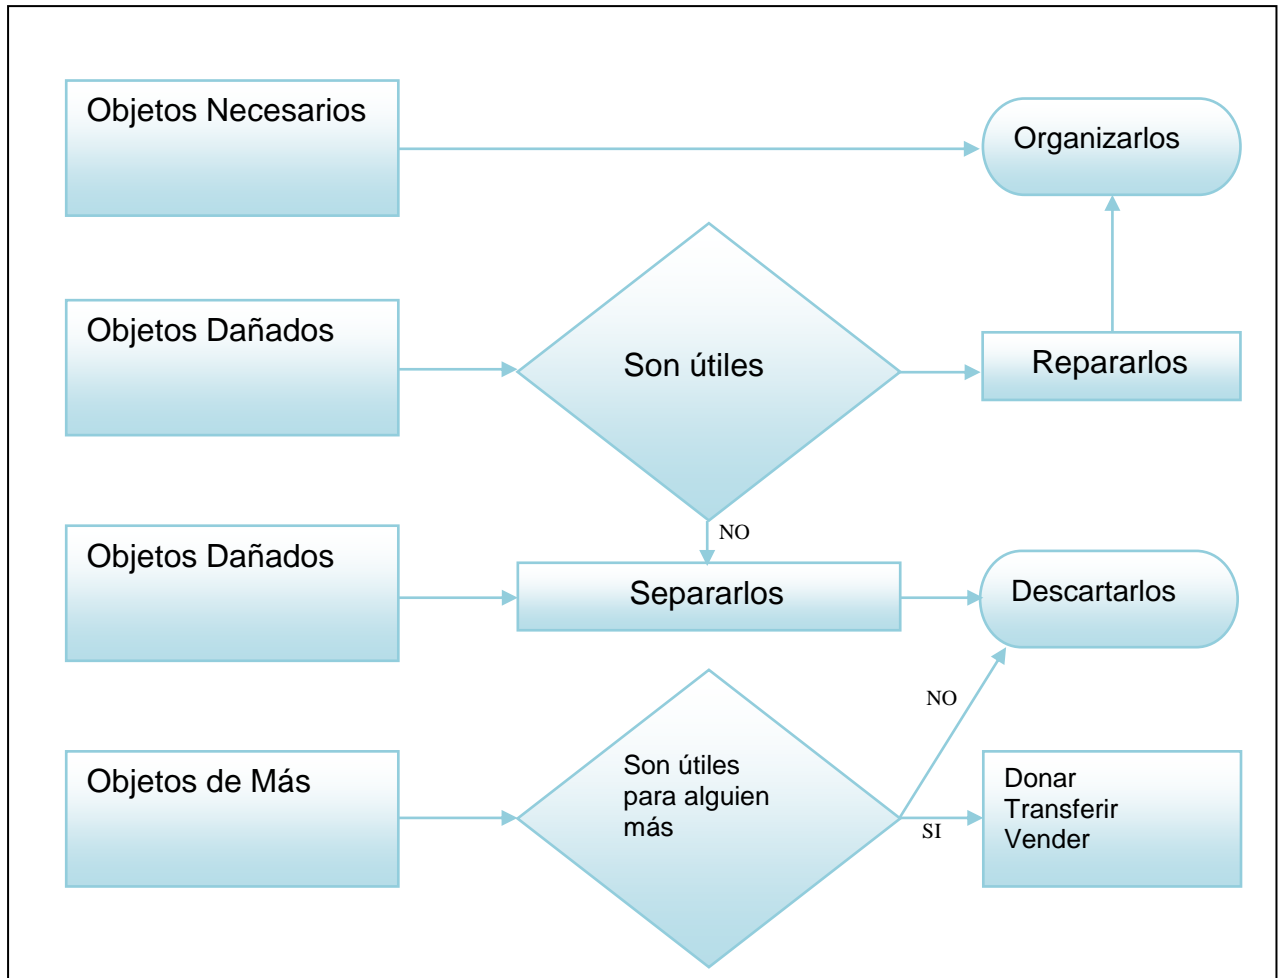 Objetos Necesarios
Organizarlos
Objetos Dañados
Son útiles
Repararlos
NO
Objetos Dañados
Separarlos
Descartarlos
NO
Objetos de Más
Son útiles
para alguien
más
SI
Donar
Transferir
Vender